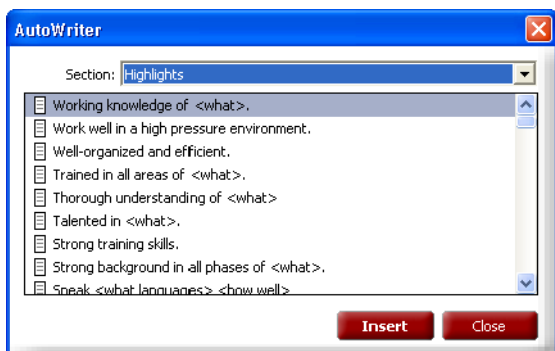 AutoWriter
Section: Highlights
Working knowledge of <what>.
Work well in a high pressure environment.
Well-organized and efficient.
Trained in all areas of <what>.
Thorough understanding of <what>
Talented in <what>.
Strong training skills.
Strong background in all phases of <what>.
Speak <what languages> <how well>
Insert Close